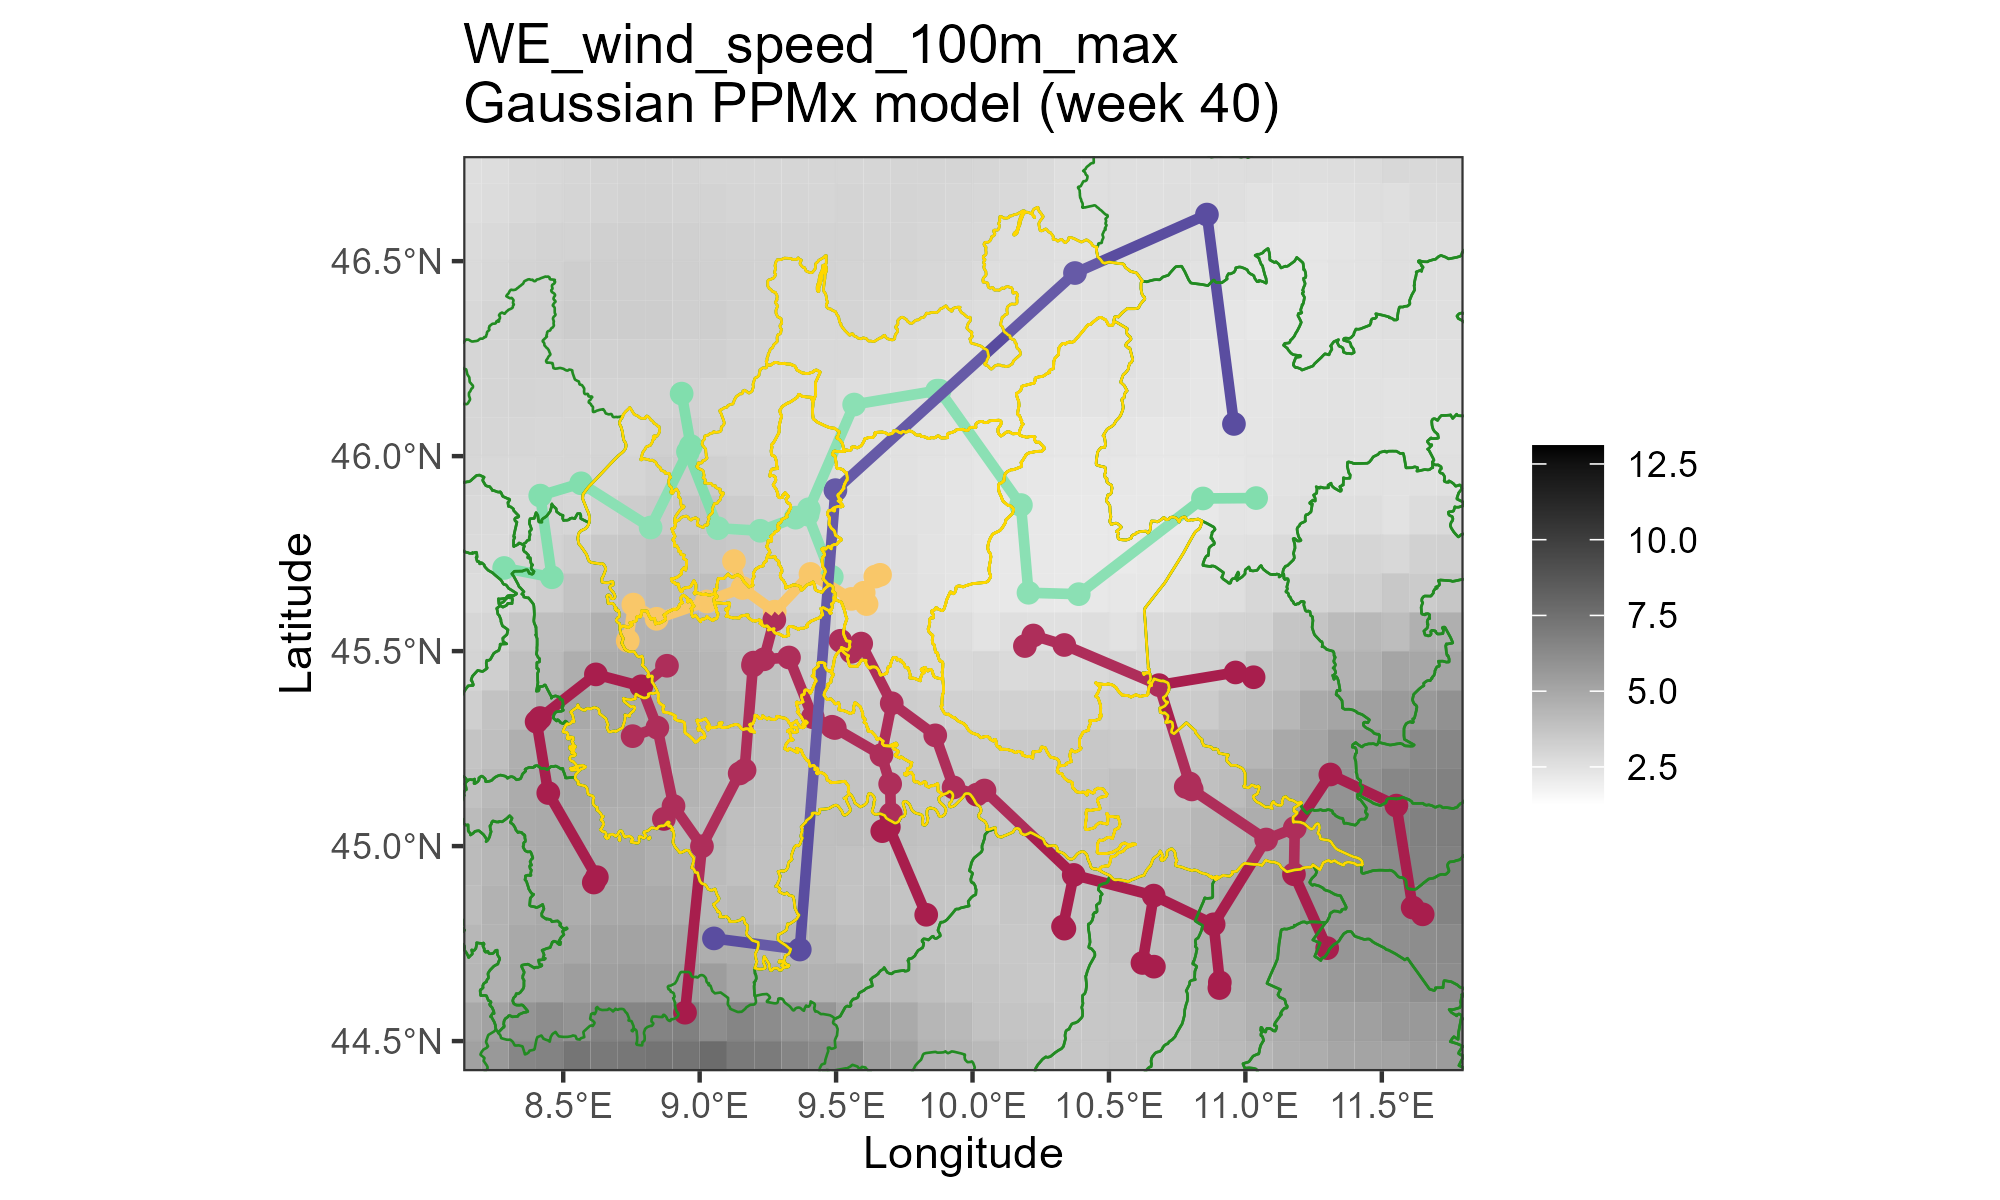 WE_wind_speed_100m_max
Gaussian PPMx model (week 40)
46.5°N
46.0°N
45.5°N
45.0°N
44.5°N
Latitude
8.5°E 9.0°E 9.5°E 10.0°E 10.5°E 11.0°E 11.5°E
Longitude
12.5
10.0
7.5
5.0
2.5